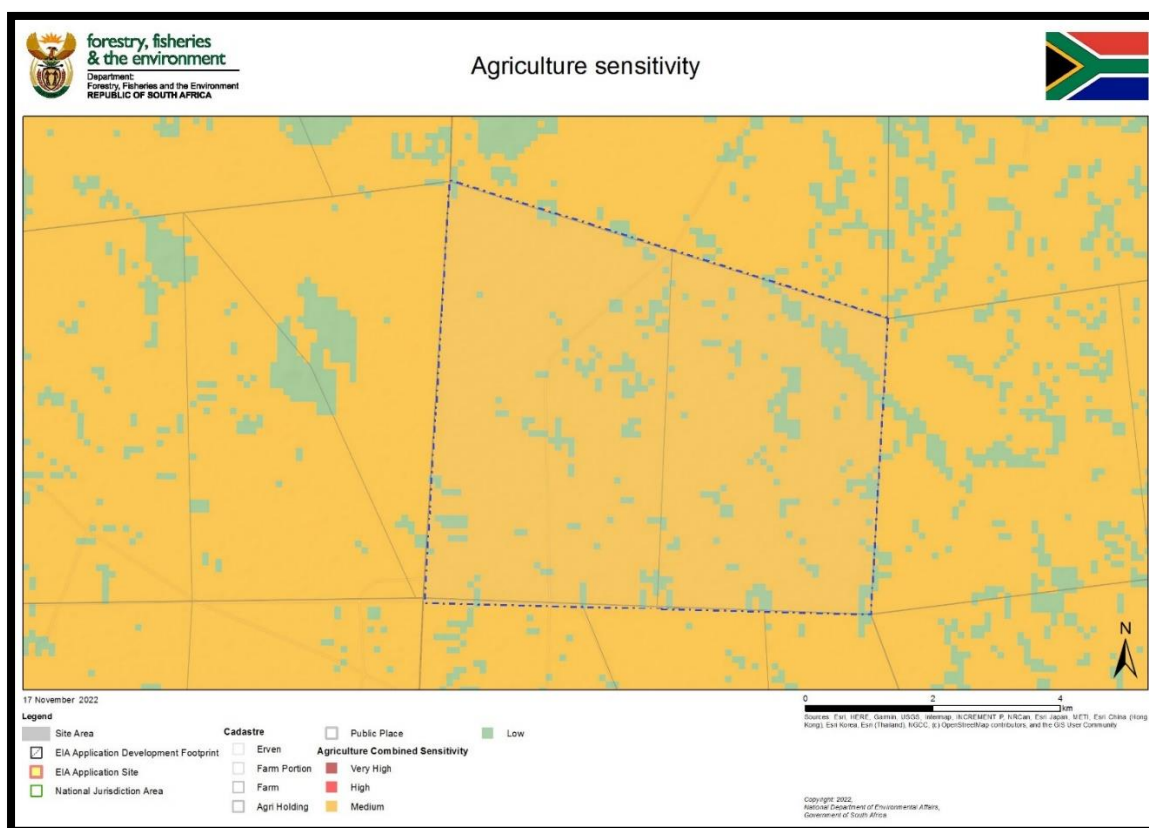 forestry, fisheries
& the environment
Department:
Forestry, Fisheries and the Environment
REPUBLIC OF SOUTH AFRICA
Agriculture sensitivity
N
17 November 2022
0 2 4
km
Legend
Site Area
EIA Application Development Footprint
EIA Application Site
National Jurisdiction Area
Cadastre
Erven
Farm Portion
Farm
Agri Holding
Public Place
Agriculture Combined Sensitivity
Very High
High
Medium
Low
Sources: Esri, HERE, Garmin, USGS, Intermap, INCREMENT P, NRCan, Esri Japan, METI, Esri China (Hong
Kong), Esri Korea, Esri (Thailand), NGCC, (c) OpenStreetMap contributors, and the GIS User Community
Copyright: 2022,
National Department of Environmental Affairs,
Government of South Africa